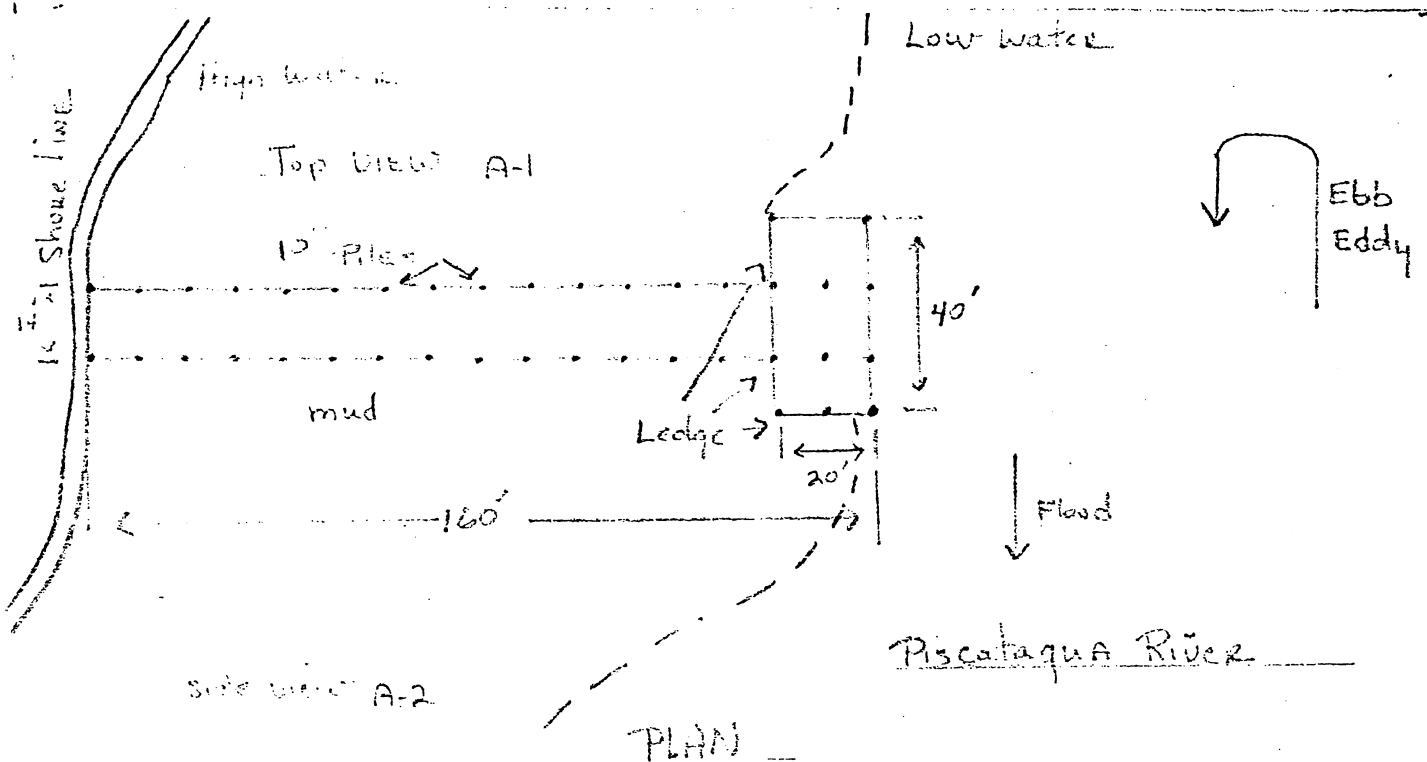 Low water
High water
Shore line
Top View A-1
10" Piles
Ebb
Eddy
40'
mud
Ledge
20'
160'
Flood
Piscataqua River
side view A-2
PLAN